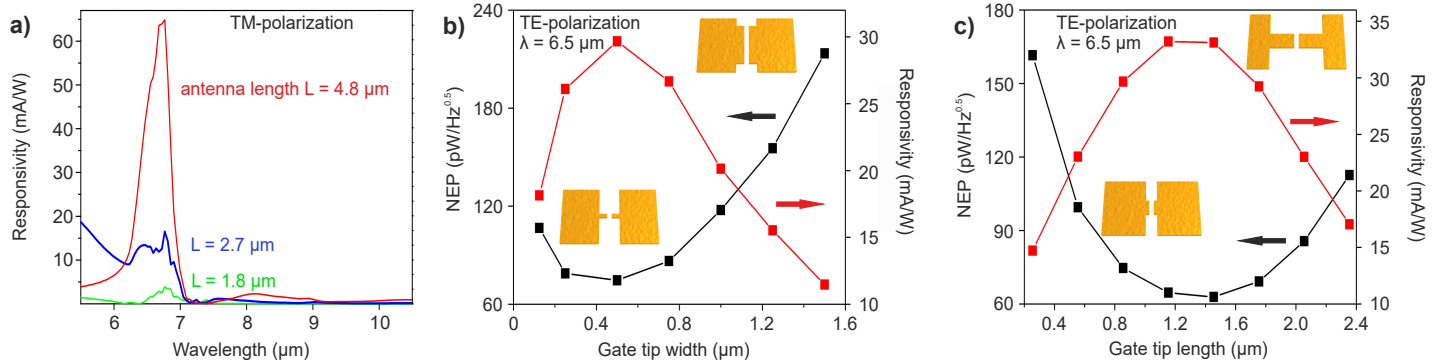 a)
TM-polarization
antenna length L = 4.8 µm
L = 2.7 µm
L = 1.8 µm
Responsivity (mA/W)
60
50
40
30
20
10
6
7
8
9
10
Wavelength (µm)
b)
TE-polarization
λ = 6.5 µm
NEP (pW/Hz^0.5)
240
180
120
60
Responsivity (mA/W)
30
25
20
15
10
0
0.4
0.8
1.2
1.6
Gate tip width (µm)
c)
TE-polarization
λ = 6.5 µm
NEP (pW/Hz^0.5)
180
150
120
90
60
Responsivity (mA/W)
35
30
25
20
15
10
0.4
0.8
1.2
1.6
2.0
2.4
Gate tip length (µm)